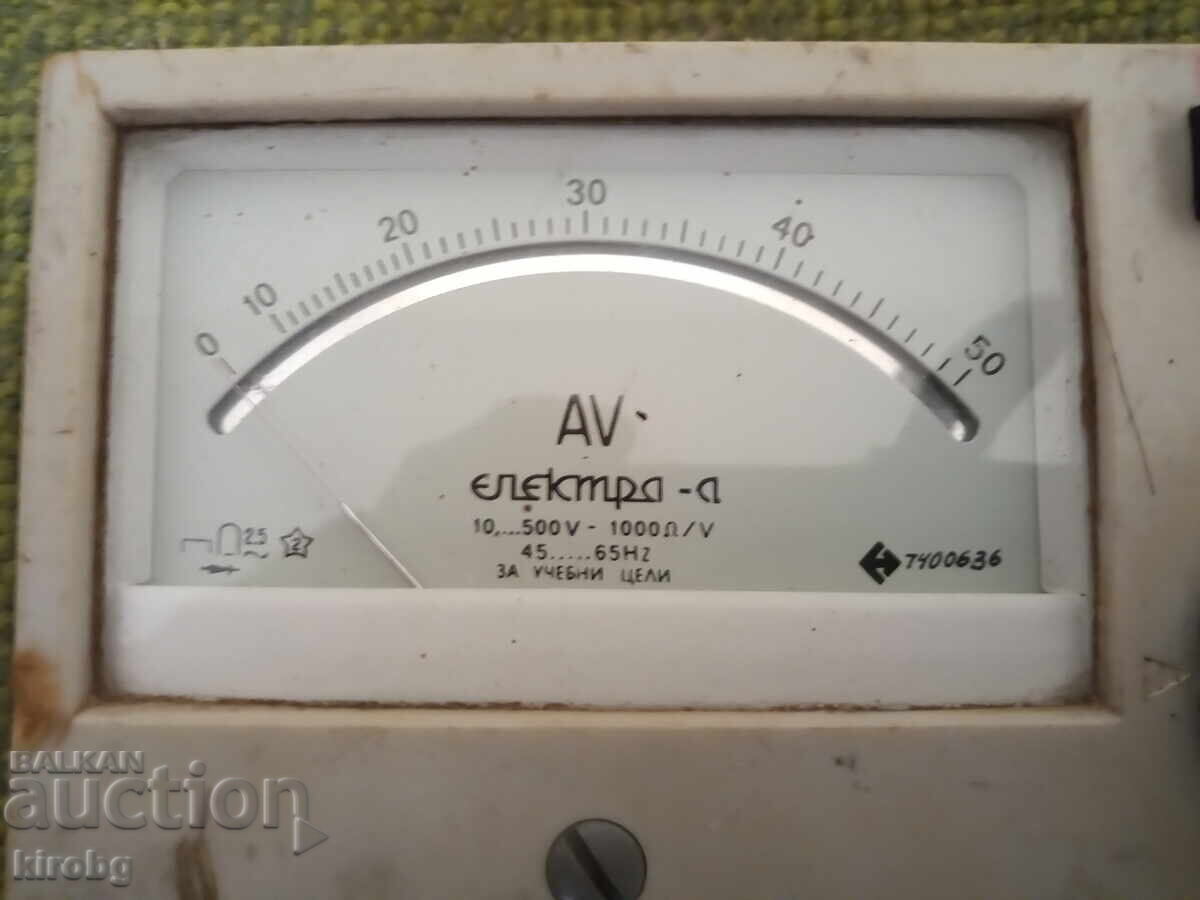 0 10 20 30 40 50
AV
електра-а
10,...500V - 1000Ω/V
45.....65Hz
ЗА УЧЕБНИ ЦЕЛИ
2,5 2
7400636
BALKAN
auction
kirobg